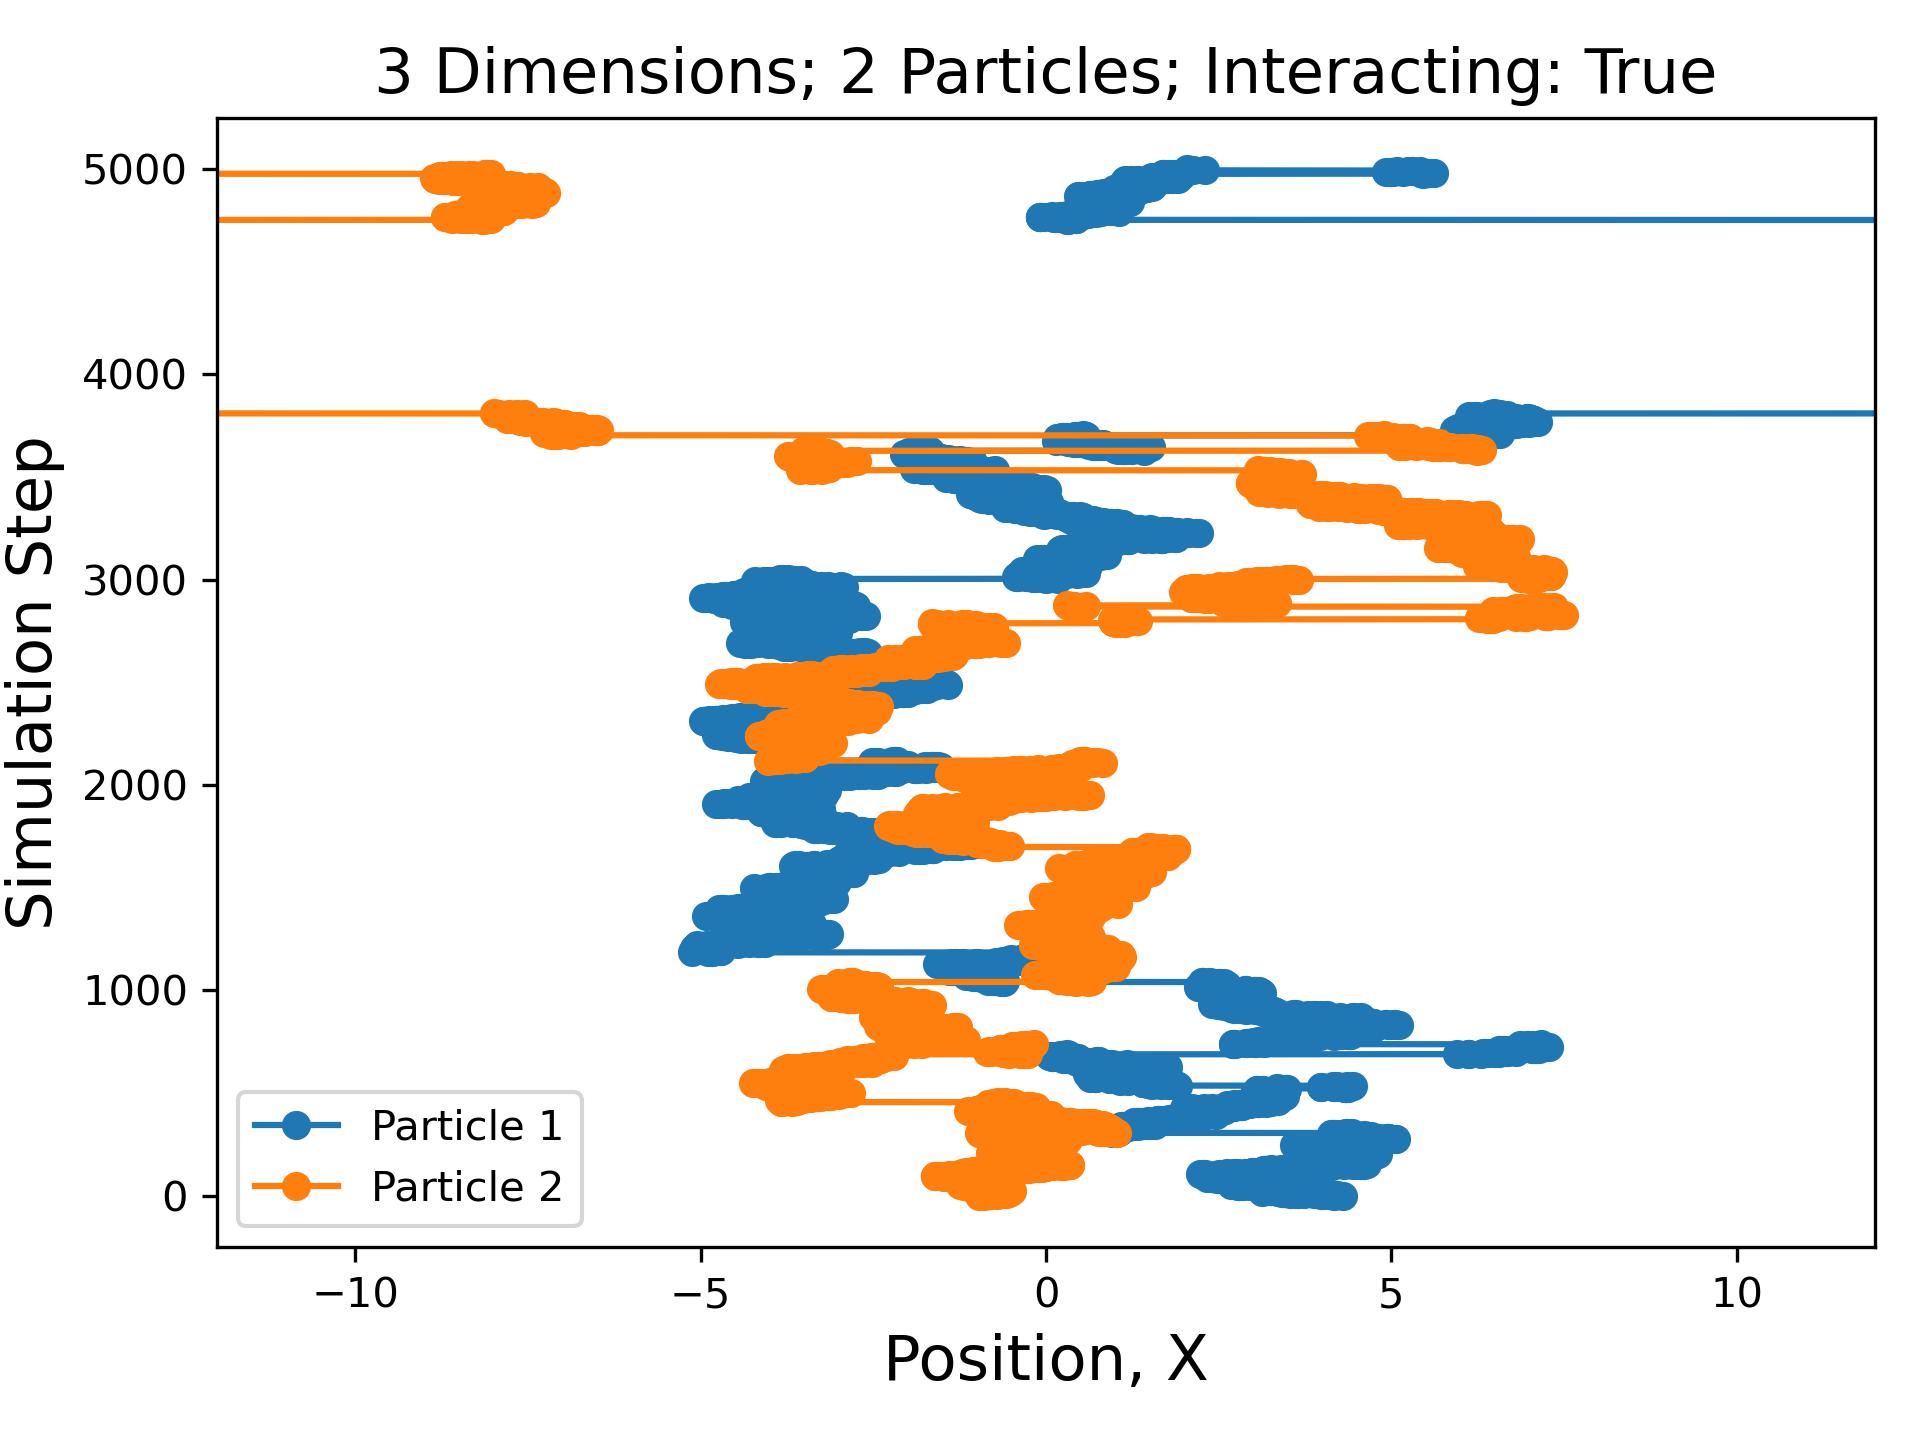 3 Dimensions; 2 Particles; Interacting: True
Simulation Step
5000
4000
3000
2000
1000
0
Particle 1
Particle 2
−10
−5
0
5
10
Position, X